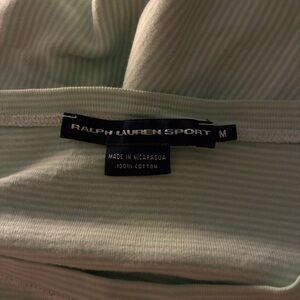 RALPH LAUREN SPORT M
MADE IN NICARAGUA
100% COTTON